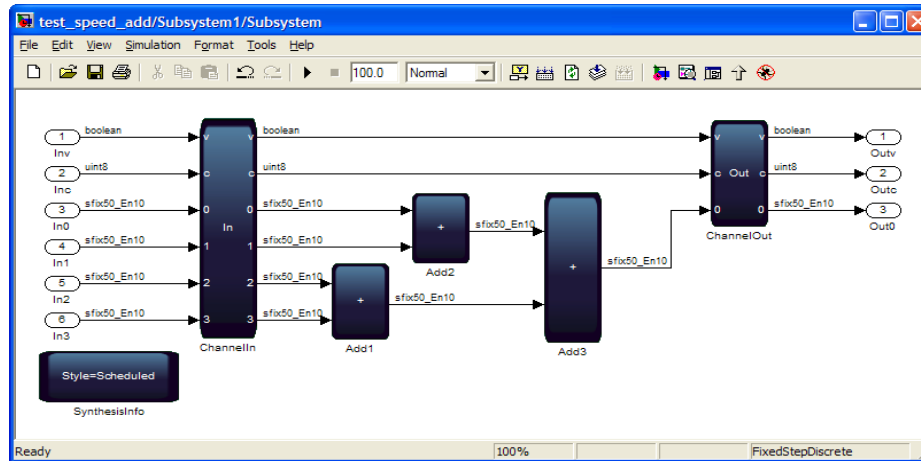 test_speed_add/Subsystem1/Subsystem
File Edit View Simulation Format Tools Help
100.0 Normal
1 boolean v v boolean v boolean 1
Inv Outv
2 uint8 c c uint8 c Out c uint8 2
Inc Outc
3 sfix50_En10 0 0 sfix50_En10 0 0 sfix50_En10 3
In0 In + sfix50_En10 ChannelOut Out0
4 sfix50_En10 1 1 sfix50_En10 sfix50_En10
In1 Add2
5 sfix50_En10 2 2 sfix50_En10 +
In2 + sfix50_En10
6 sfix50_En10 3 3 sfix50_En10
In3 ChannelIn Add1 Add3
Style=Scheduled
SynthesisInfo
Ready 100% FixedStepDiscrete